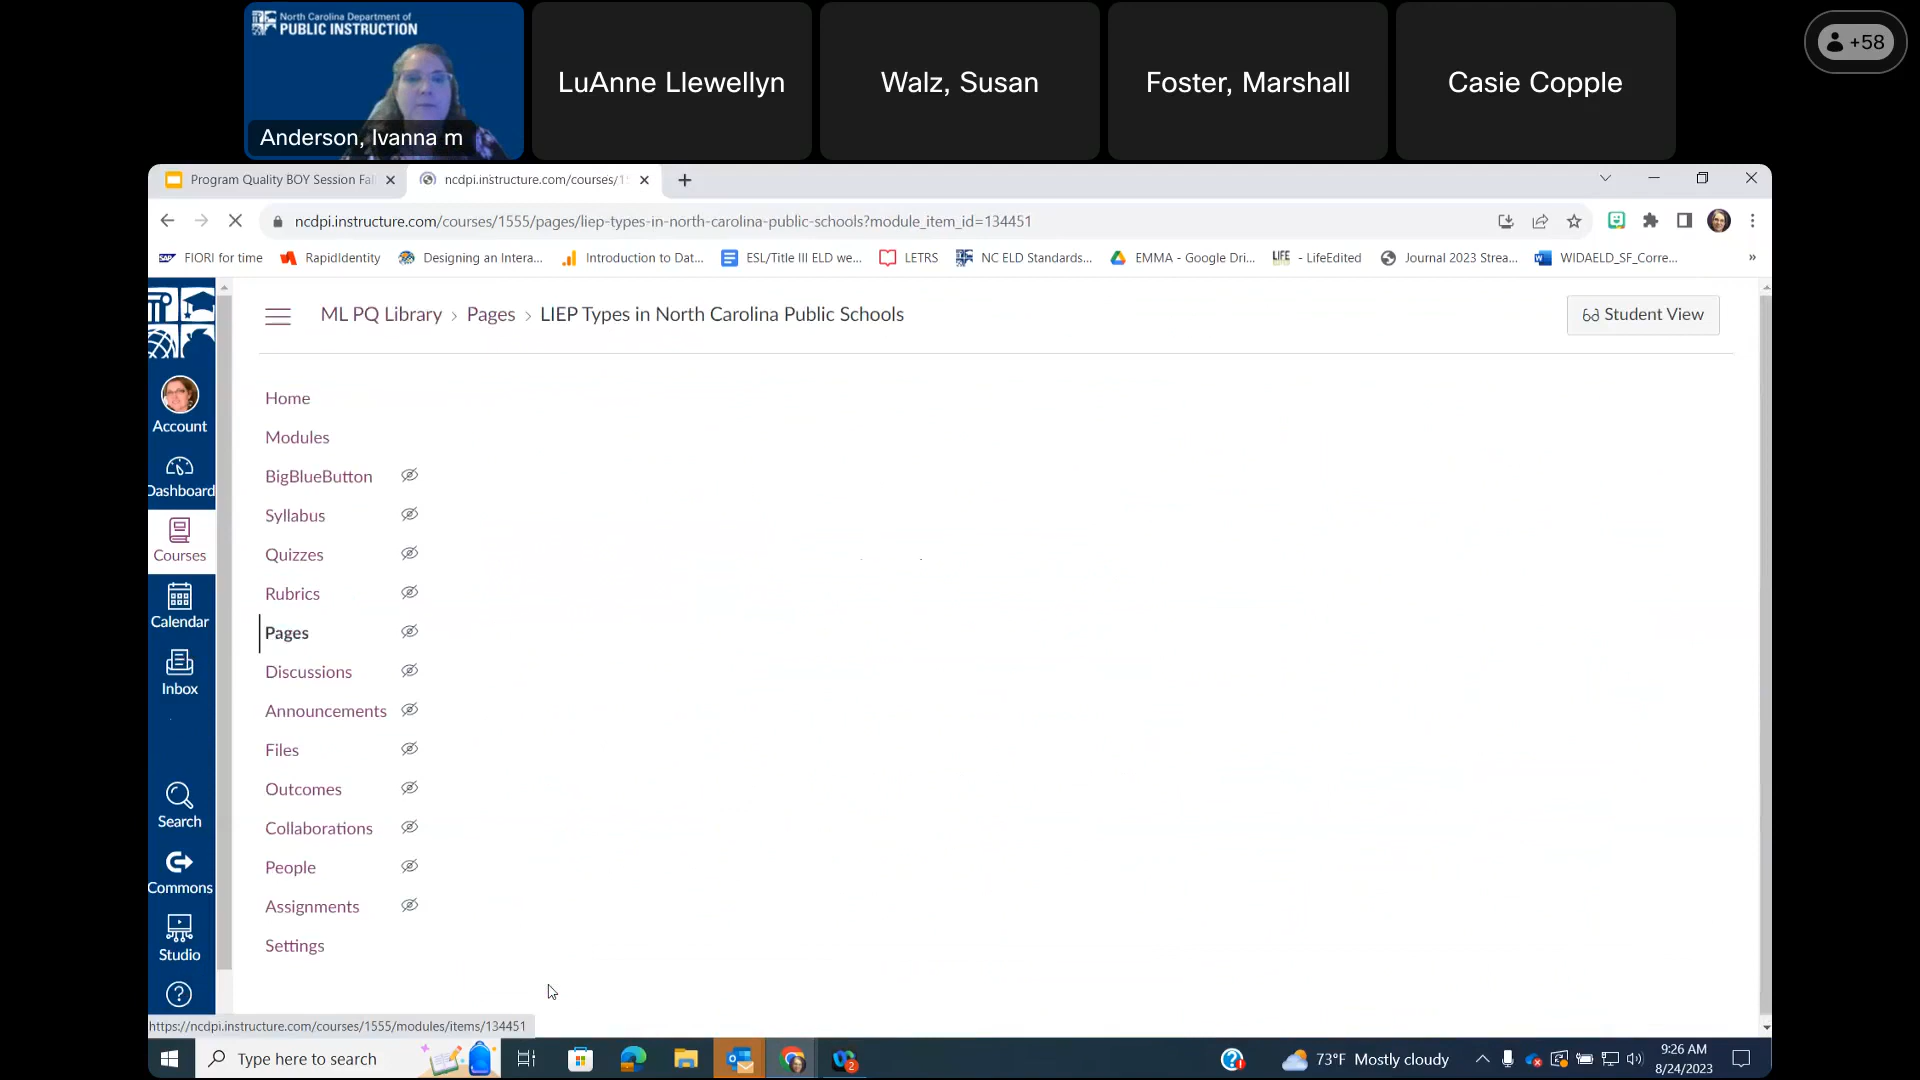 North Carolina Department of
PUBLIC INSTRUCTION
Anderson, Ivanna m
LuAnne Llewellyn
Walz, Susan
Foster, Marshall
Casie Copple
+58
Program Quality BOY Session Fal
ncdpi.instructure.com/courses/1
ncdpi.instructure.com/courses/1555/pages/liep-types-in-north-carolina-public-schools?module_item_id=134451
FIORI for time
RapidIdentity
Designing an Intera...
Introduction to Dat...
ESL/Title III ELD we...
LETRS
NC ELD Standards...
EMMA - Google Dri...
LIFE - LifeEdited
Journal 2023 Strea...
WIDAELD_SF_Corre...
»
ML PQ Library › Pages › LIEP Types in North Carolina Public Schools
Student View
Account
Dashboard
Courses
Calendar
Inbox
Search
Commons
Studio
Home
Modules
BigBlueButton
Syllabus
Quizzes
Rubrics
Pages
Discussions
Announcements
Files
Outcomes
Collaborations
People
Assignments
Settings
https://ncdpi.instructure.com/courses/1555/modules/items/134451
Type here to search
2
73°F Mostly cloudy
9:26 AM
8/24/2023